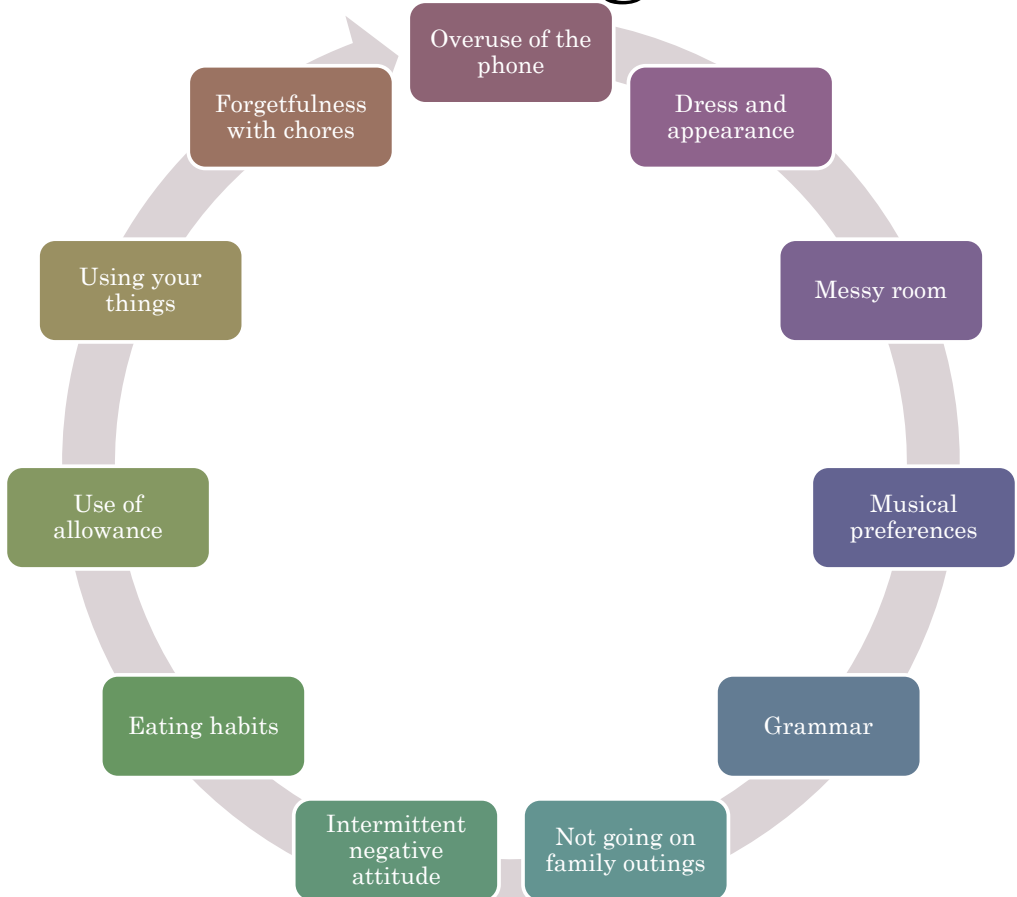 Overuse of the
phone
Dress and
appearance
Messy room
Musical
preferences
Grammar
Not going on
family outings
Intermittent
negative
attitude
Eating habits
Use of
allowance
Using your
things
Forgetfulness
with chores